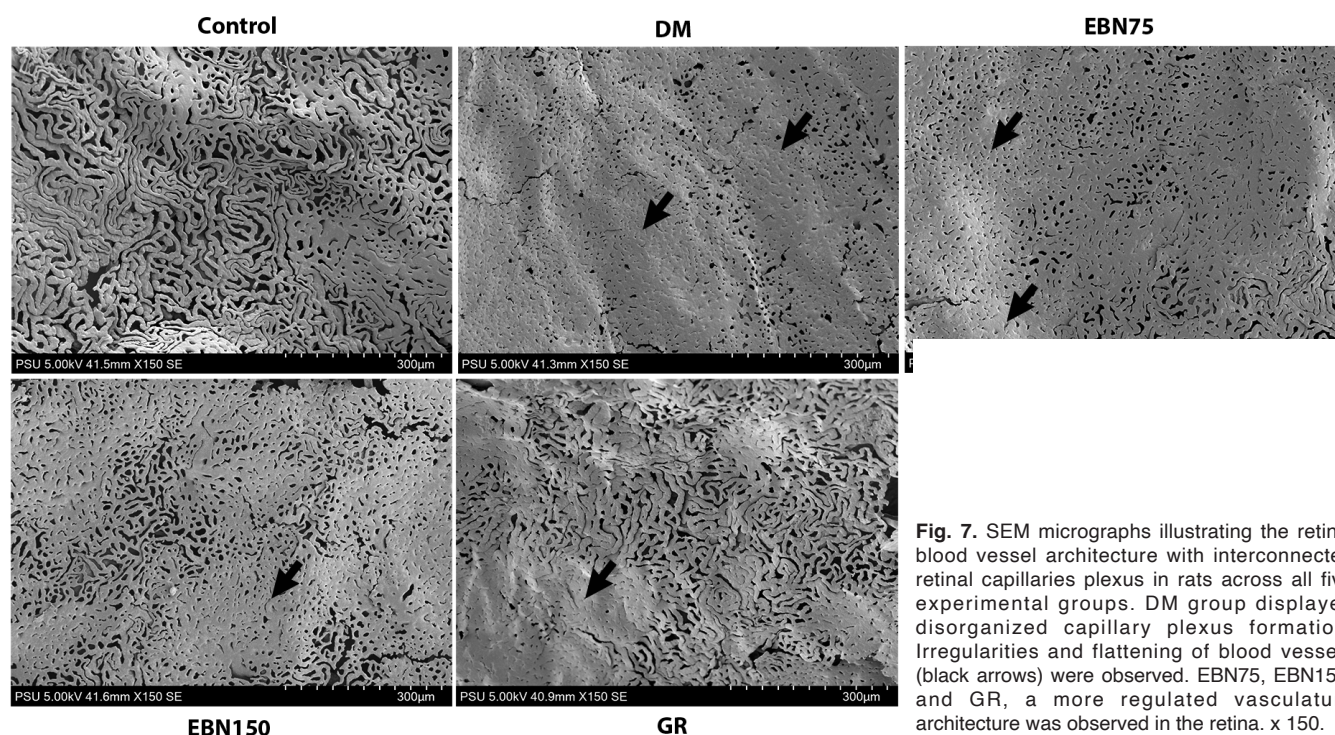 Control
DM
EBN75
PSU 5.00kV 41.5mm X150 SE 300µm
PSU 5.00kV 41.3mm X150 SE 300µm
PSU 5.00kV 41.6mm X150 SE 300µm
PSU 5.00kV 40.9mm X150 SE 300µm
EBN150
GR
Fig. 7. SEM micrographs illustrating the retin
blood vessel architecture with interconnecte
retinal capillaries plexus in rats across all fiv
experimental groups. DM group displaye
disorganized capillary plexus formatio
Irregularities and flattening of blood vesse
(black arrows) were observed. EBN75, EBN15
and GR, a more regulated vasculatu
architecture was observed in the retina. x 150.